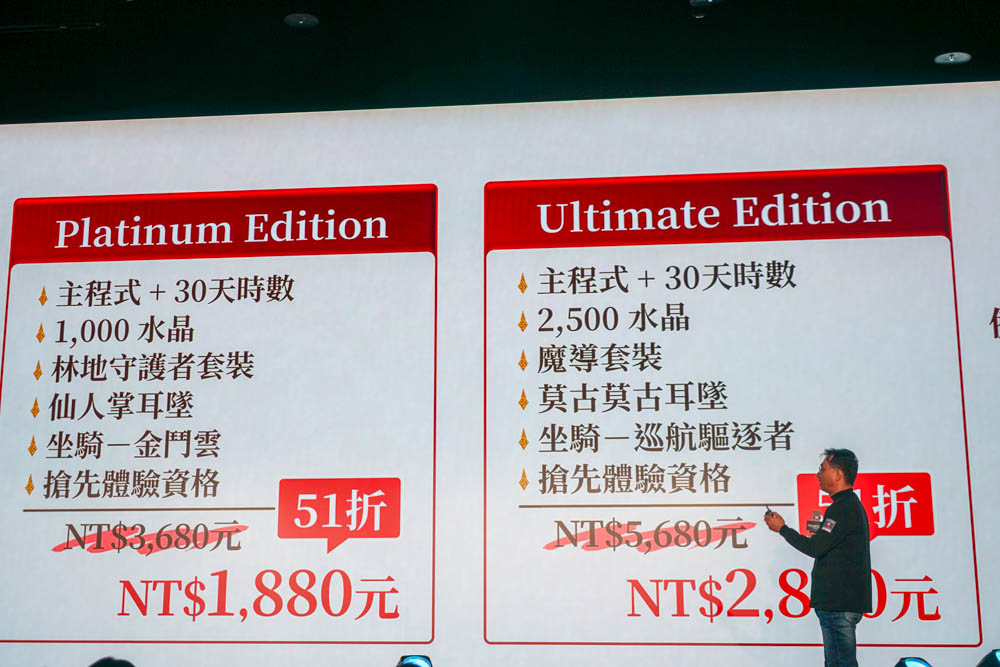 Platinum Edition
主程式 + 30天時數
1,000 水晶
林地守護者套裝
仙人掌耳墜
坐騎－金鬥雲
搶先體驗資格
51折
NT$3,680元
NT$1,880元
Ultimate Edition
主程式 + 30天時數
2,500 水晶
魔導套裝
莫古莫古耳墜
坐騎－巡航驅逐者
搶先體驗資格
折
NT$5,680元
NT$2,8 0元